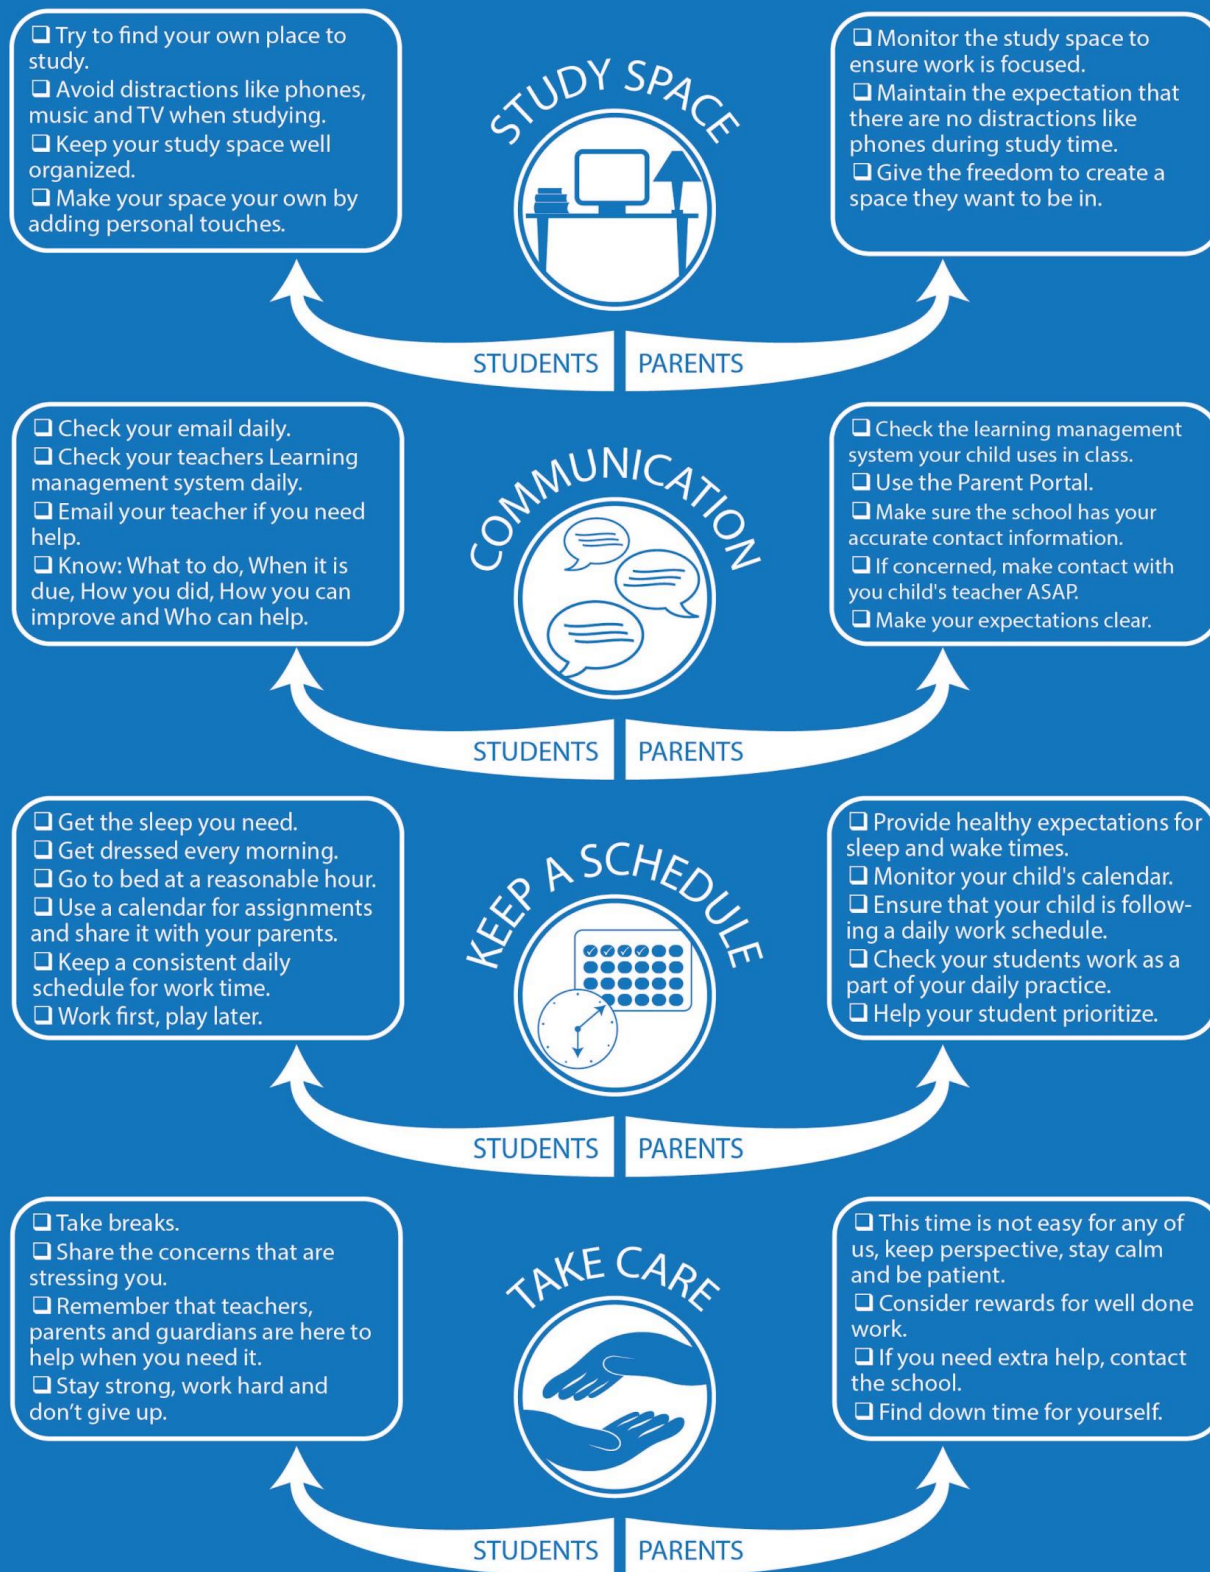 ❑ Try to find your own place to
study.
❑ Avoid distractions like phones,
music and TV when studying.
❑ Keep your study space well
organized.
❑ Make your space your own by
adding personal touches.
STUDY SPACE
❑ Monitor the study space to
ensure work is focused.
❑ Maintain the expectation that
there are no distractions like
phones during study time.
❑ Give the freedom to create a
space they want to be in.
STUDENTS
PARENTS
❑ Check your email daily.
❑ Check your teachers Learning
management system daily.
❑ Email your teacher if you need
help.
❑ Know: What to do, When it is
due, How you did, How you can
improve and Who can help.
COMMUNICATION
❑ Check the learning management
system your child uses in class.
❑ Use the Parent Portal.
❑ Make sure the school has your
accurate contact information.
❑ If concerned, make contact with
you child's teacher ASAP.
❑ Make your expectations clear.
STUDENTS
PARENTS
❑ Get the sleep you need.
❑ Get dressed every morning.
❑ Go to bed at a reasonable hour.
❑ Use a calendar for assignments
and share it with your parents.
❑ Keep a consistent daily
schedule for work time.
❑ Work first, play later.
KEEP A SCHEDULE
❑ Provide healthy expectations for
sleep and wake times.
❑ Monitor your child's calendar.
❑ Ensure that your child is follow-
ing a daily work schedule.
❑ Check your students work as a
part of your daily practice.
❑ Help your student prioritize.
STUDENTS
PARENTS
❑ Take breaks.
❑ Share the concerns that are
stressing you.
❑ Remember that teachers,
parents and guardians are here to
help when you need it.
❑ Stay strong, work hard and
don’t give up.
TAKE CARE
❑ This time is not easy for any of
us, keep perspective, stay calm
and be patient.
❑ Consider rewards for well done
work.
❑ If you need extra help, contact
the school.
❑ Find down time for yourself.
STUDENTS
PARENTS